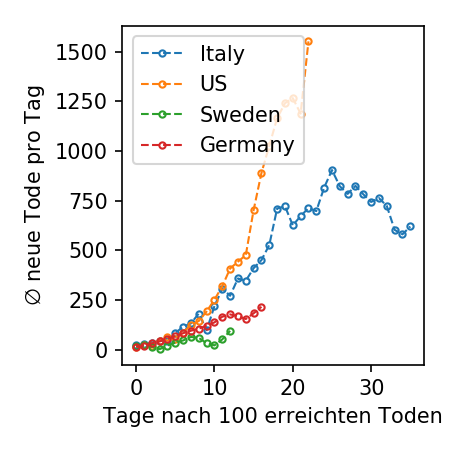 ∅ neue Tode pro Tag
1500
1250
1000
750
500
250
0
Italy
US
Sweden
Germany
0
10
20
30
Tage nach 100 erreichten Toden